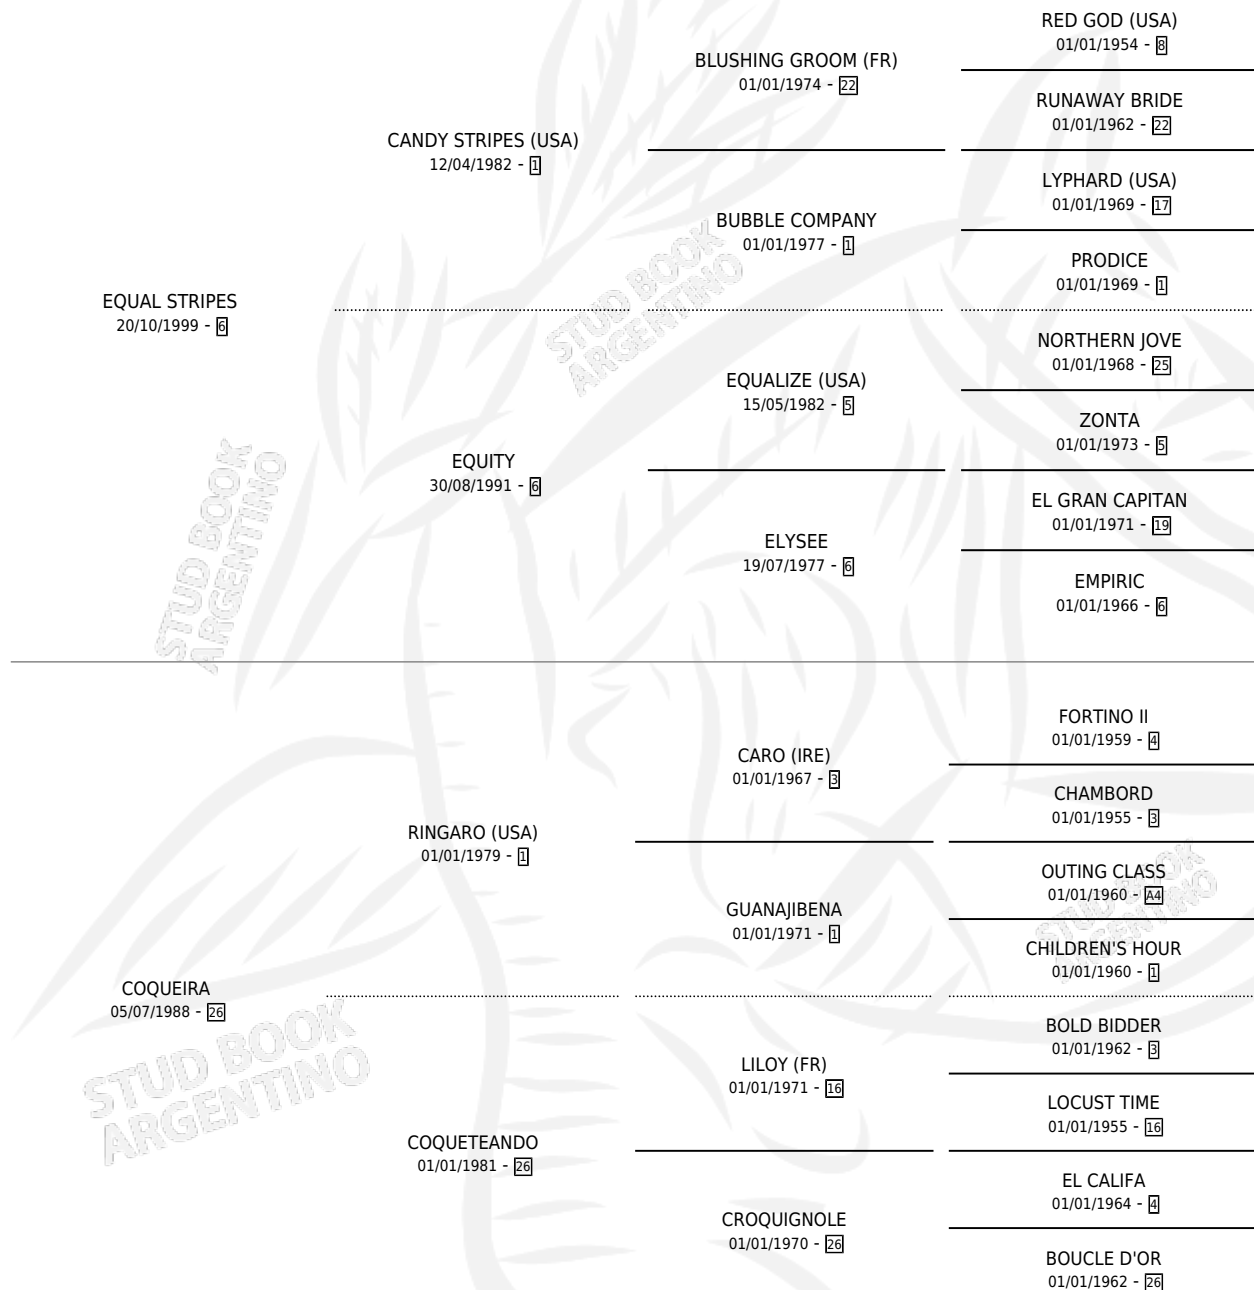 RED GOD (USA)
01/01/1954 - 8
BLUSHING GROOM (FR)
01/01/1974 - 22
RUNAWAY BRIDE
01/01/1962 - 22
CANDY STRIPES (USA)
12/04/1982 - 1
LYPHARD (USA)
01/01/1969 - 17
BUBBLE COMPANY
01/01/1977 - 1
PRODICE
01/01/1969 - 1
EQUAL STRIPES
20/10/1999 - 6
STUD BOOK
ARGENTINO
NORTHERN JOVE
01/01/1968 - 25
EQUALIZE (USA)
15/05/1982 - 5
ZONTA
01/01/1973 - 5
EQUITY
30/08/1991 - 6
EL GRAN CAPITAN
01/01/1971 - 19
ELYSEE
19/07/1977 - 6
EMPIRIC
01/01/1966 - 6
STUD BOOK
ARGENTINO
FORTINO II
01/01/1959 - 4
CARO (IRE)
01/01/1967 - 3
CHAMBORD
01/01/1955 - 3
RINGARO (USA)
01/01/1979 - 1
OUTING CLASS
01/01/1960 - A4
GUANAJIBENA
01/01/1971 - 1
STUD BOOK
ARGENTINO
CHILDREN'S HOUR
01/01/1960 - 1
COQUEIRA
05/07/1988 - 26
STUD BOOK
ARGENTINO
BOLD BIDDER
01/01/1962 - 3
LILOY (FR)
01/01/1971 - 16
LOCUST TIME
01/01/1955 - 16
COQUETEANDO
01/01/1981 - 26
EL CALIFA
01/01/1964 - 4
CROQUIGNOLE
01/01/1970 - 26
BOUCLE D'OR
01/01/1962 - 26